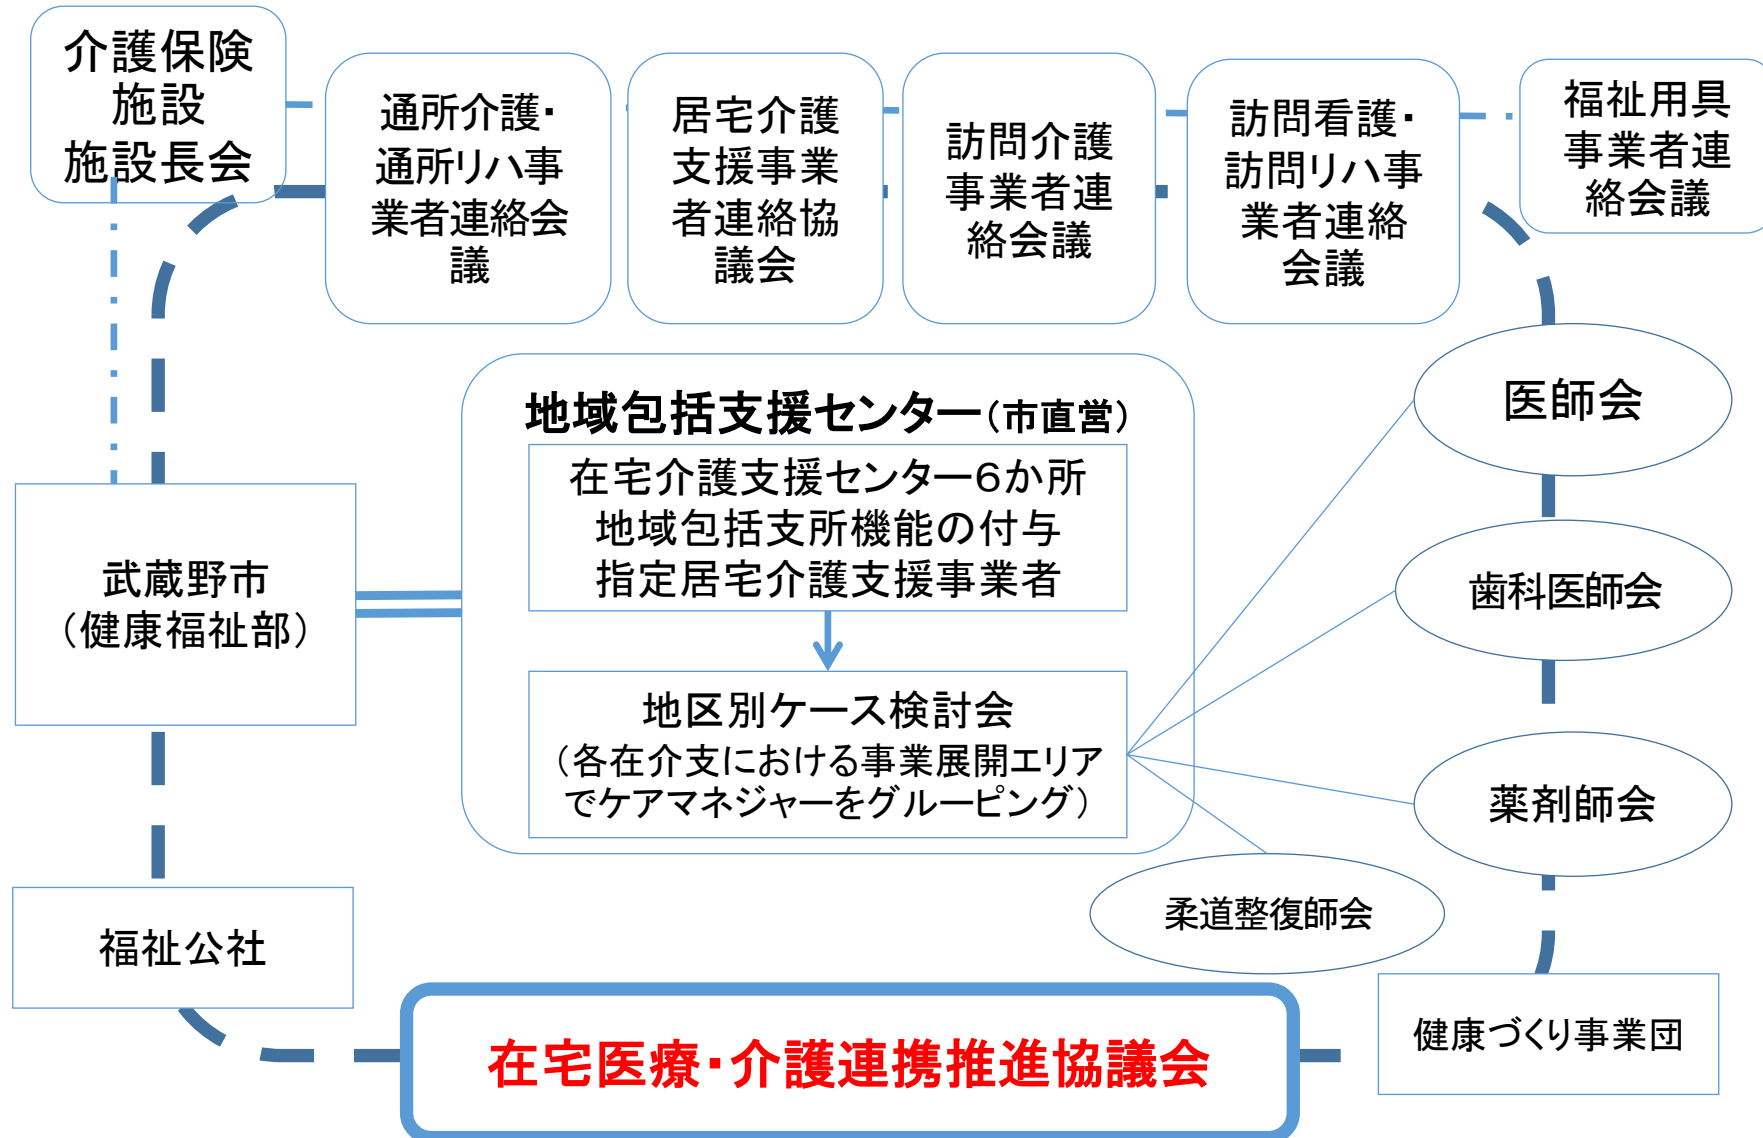 介護保険
施設
施設長会
通所介護・
通所リハ事
業者連絡会
議
居宅介護
支援事業
者連絡協
議会
訪問介護
事業者連
絡会議
訪問看護・
訪問リハ事
業者連絡
会議
福祉用具
事業者連
絡会議
地域包括支援センター（市直営）
在宅介護支援センター６か所
地域包括支所機能の付与
指定居宅介護支援事業者
地区別ケース検討会
（各在介支における事業展開エリア
でケアマネジャーをグルーピング）
武蔵野市
（健康福祉部）
福祉公社
医師会
歯科医師会
薬剤師会
柔道整復師会
健康づくり事業団
在宅医療・介護連携推進協議会